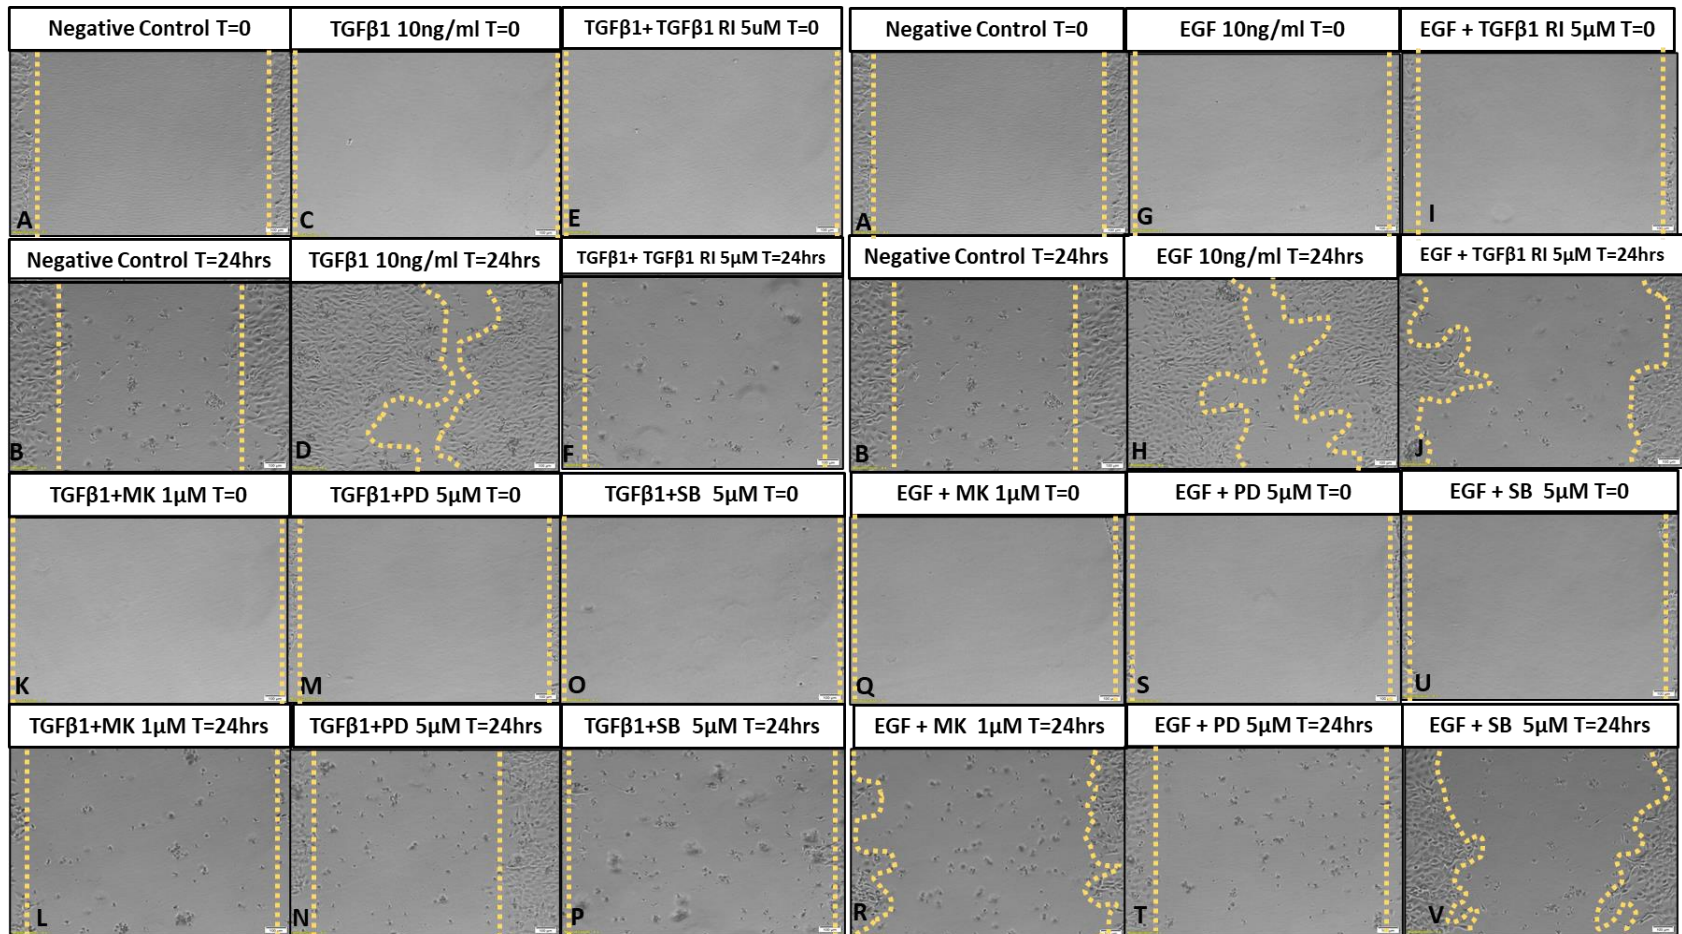 Negative Control T=0
TGFβ1 10ng/ml T=0
TGFβ1+ TGFβ1 RI 5uM T=0
Negative Control T=0
EGF 10ng/ml T=0
EGF + TGFβ1 RI 5µM T=0
A
C
E
A
G
I
Negative Control T=24hrs
TGFβ1 10ng/ml T=24hrs
TGFβ1+ TGFβ1 RI 5µM T=24hrs
Negative Control T=24hrs
EGF 10ng/ml T=24hrs
EGF + TGFβ1 RI 5µM T=24hrs
B
D
F
B
H
J
TGFβ1+MK 1µM T=0
TGFβ1+PD 5µM T=0
TGFβ1+SB 5µM T=0
EGF + MK 1µM T=0
EGF + PD 5µM T=0
EGF + SB 5µM T=0
K
M
O
Q
S
U
TGFβ1+MK 1µM T=24hrs
TGFβ1+PD 5µM T=24hrs
TGFβ1+SB 5µM T=24hrs
EGF + MK 1µM T=24hrs
EGF + PD 5µM T=24hrs
EGF + SB 5µM T=24hrs
L
N
P
R
T
V